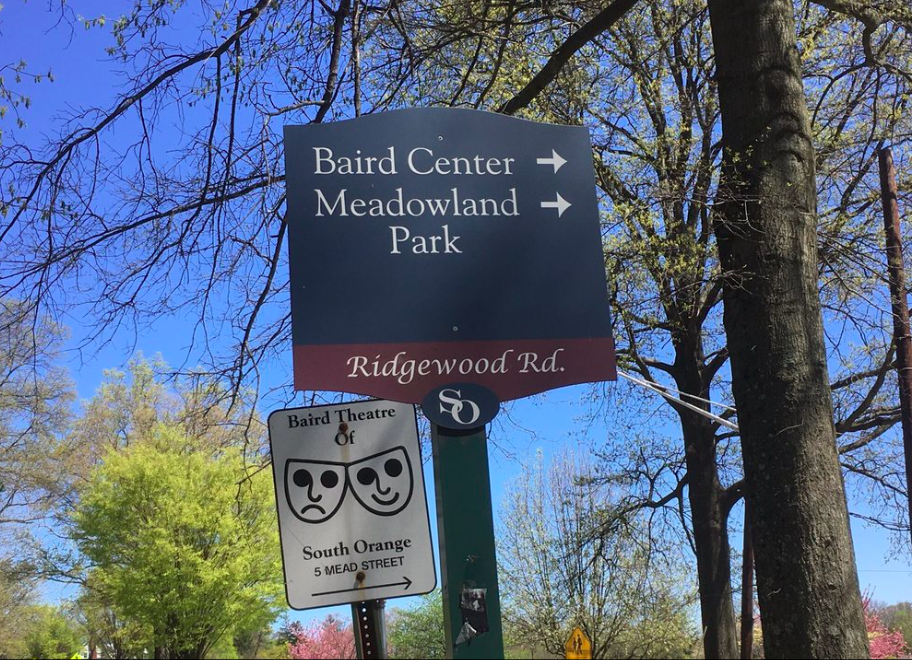 Baird Center →
Meadowland →
Park
Ridgewood Rd.
SO
Baird Theatre
Of
South Orange
5 MEAD STREET